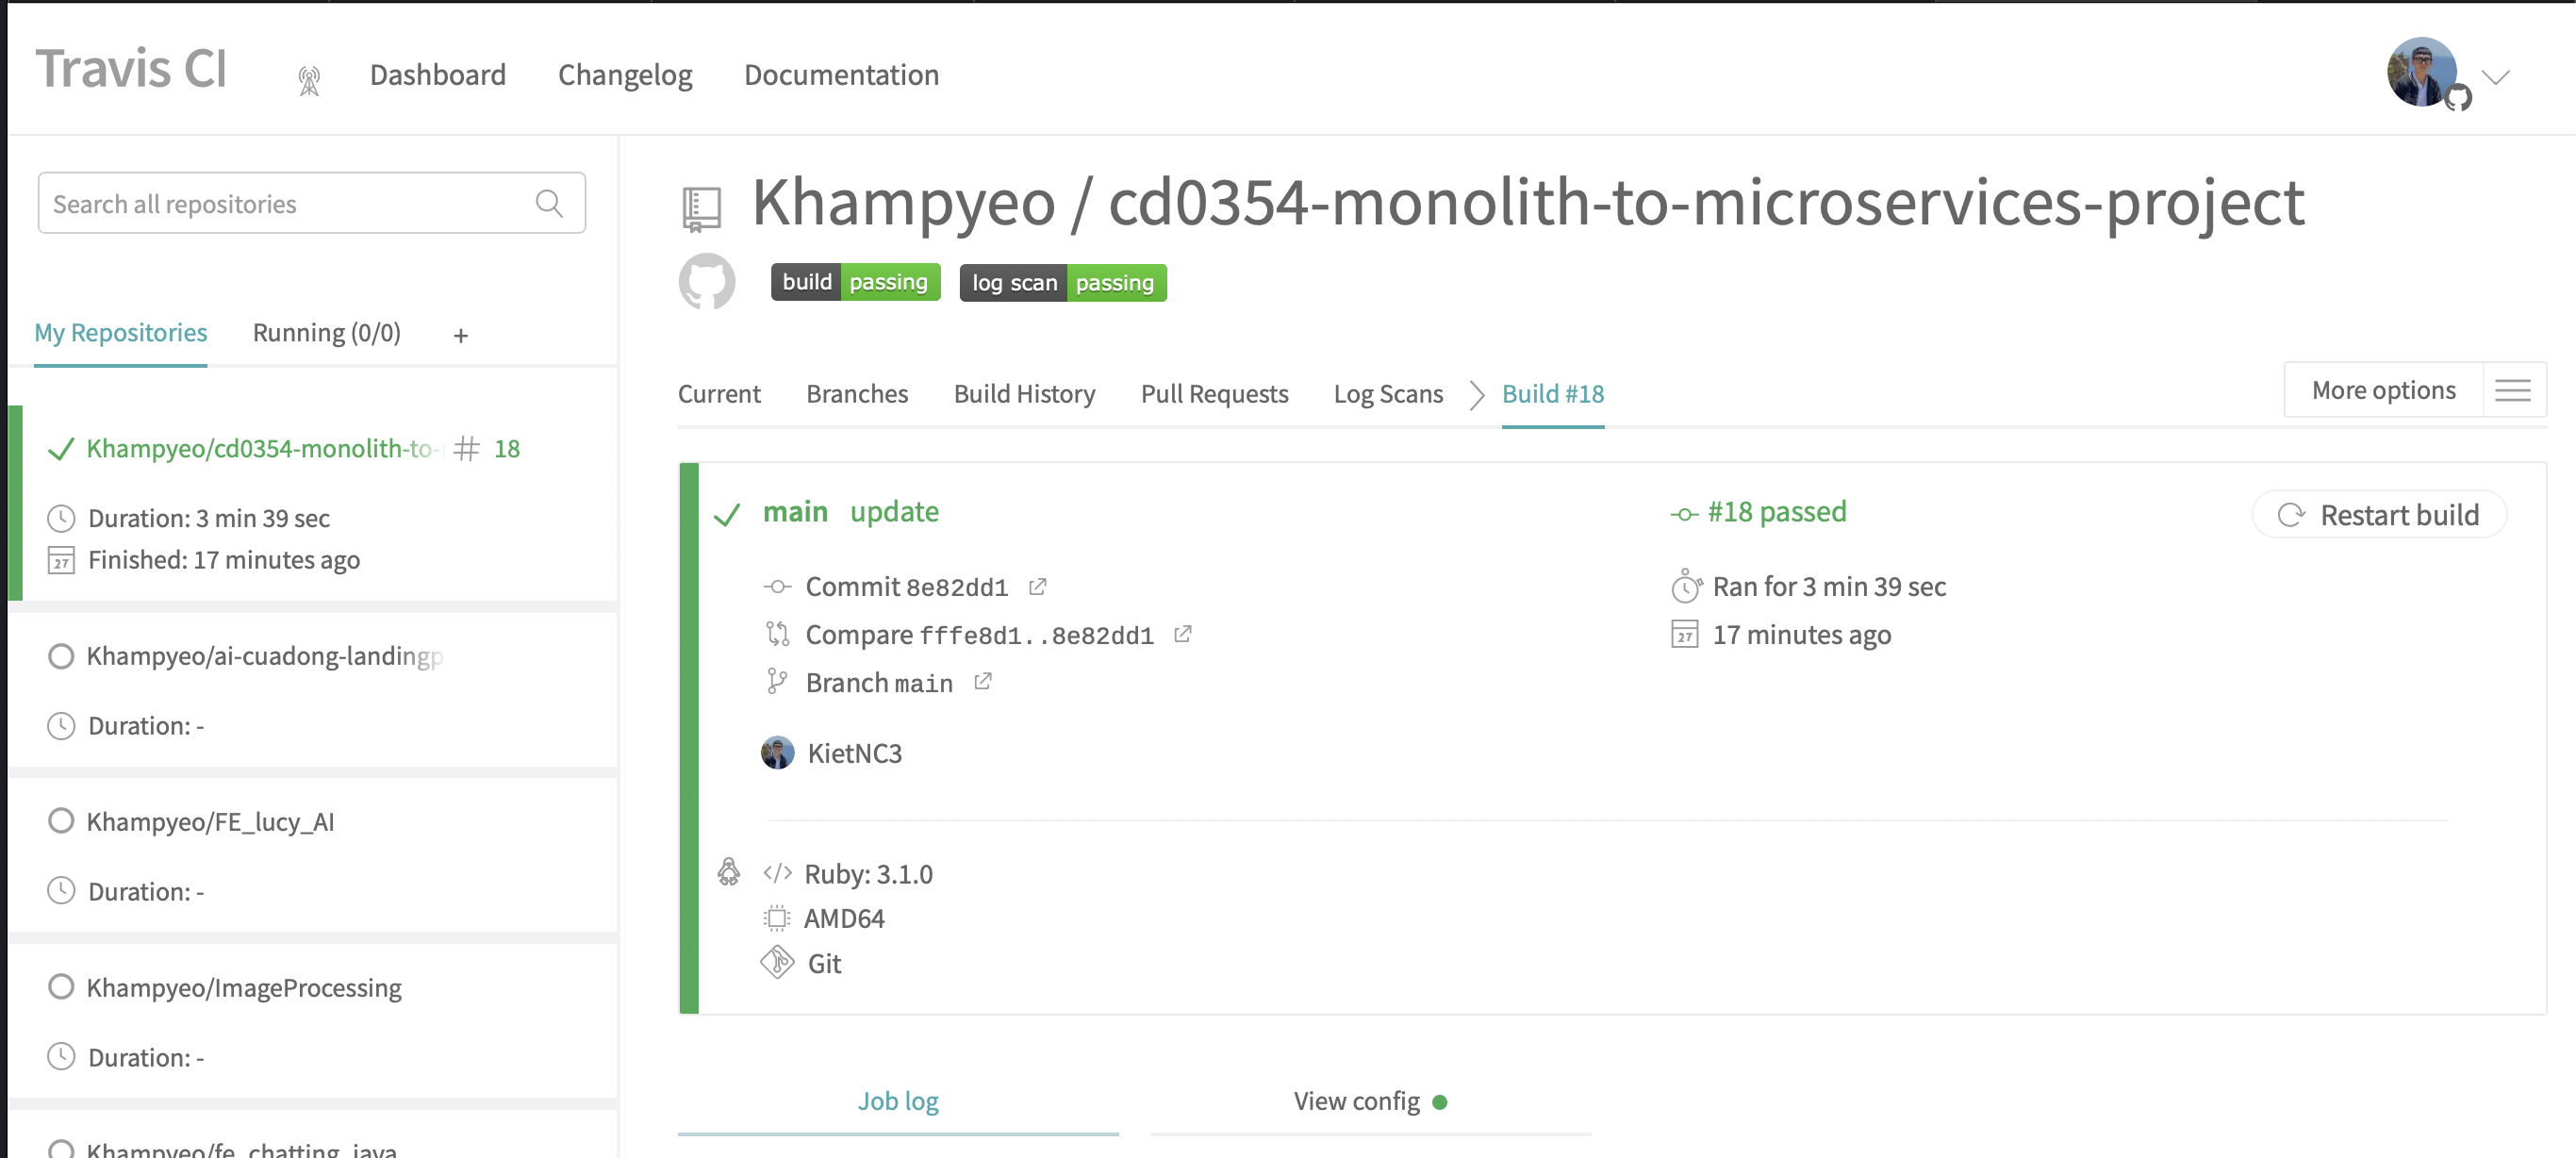 Travis CI
Dashboard
Changelog
Documentation
Search all repositories
My Repositories
Running (0/0)
+
Khampyeo/cd0354-monolith-to-
# 18
Duration: 3 min 39 sec
27 Finished: 17 minutes ago
Khampyeo/ai-cuadong-landingp
Duration: -
Khampyeo/FE_lucy_AI
Duration: -
Khampyeo/ImageProcessing
Duration: -
Khampyeo/fe_chatting_java
Khampyeo / cd0354-monolith-to-microservices-project
build passing
log scan passing
Current
Branches
Build History
Pull Requests
Log Scans
Build #18
More options
main update
Commit 8e82dd1
Compare fffe8d1..8e82dd1
Branch main
KietNC3
#18 passed
Ran for 3 min 39 sec
27 17 minutes ago
Restart build
</> Ruby: 3.1.0
AMD64
Git
Job log
View config